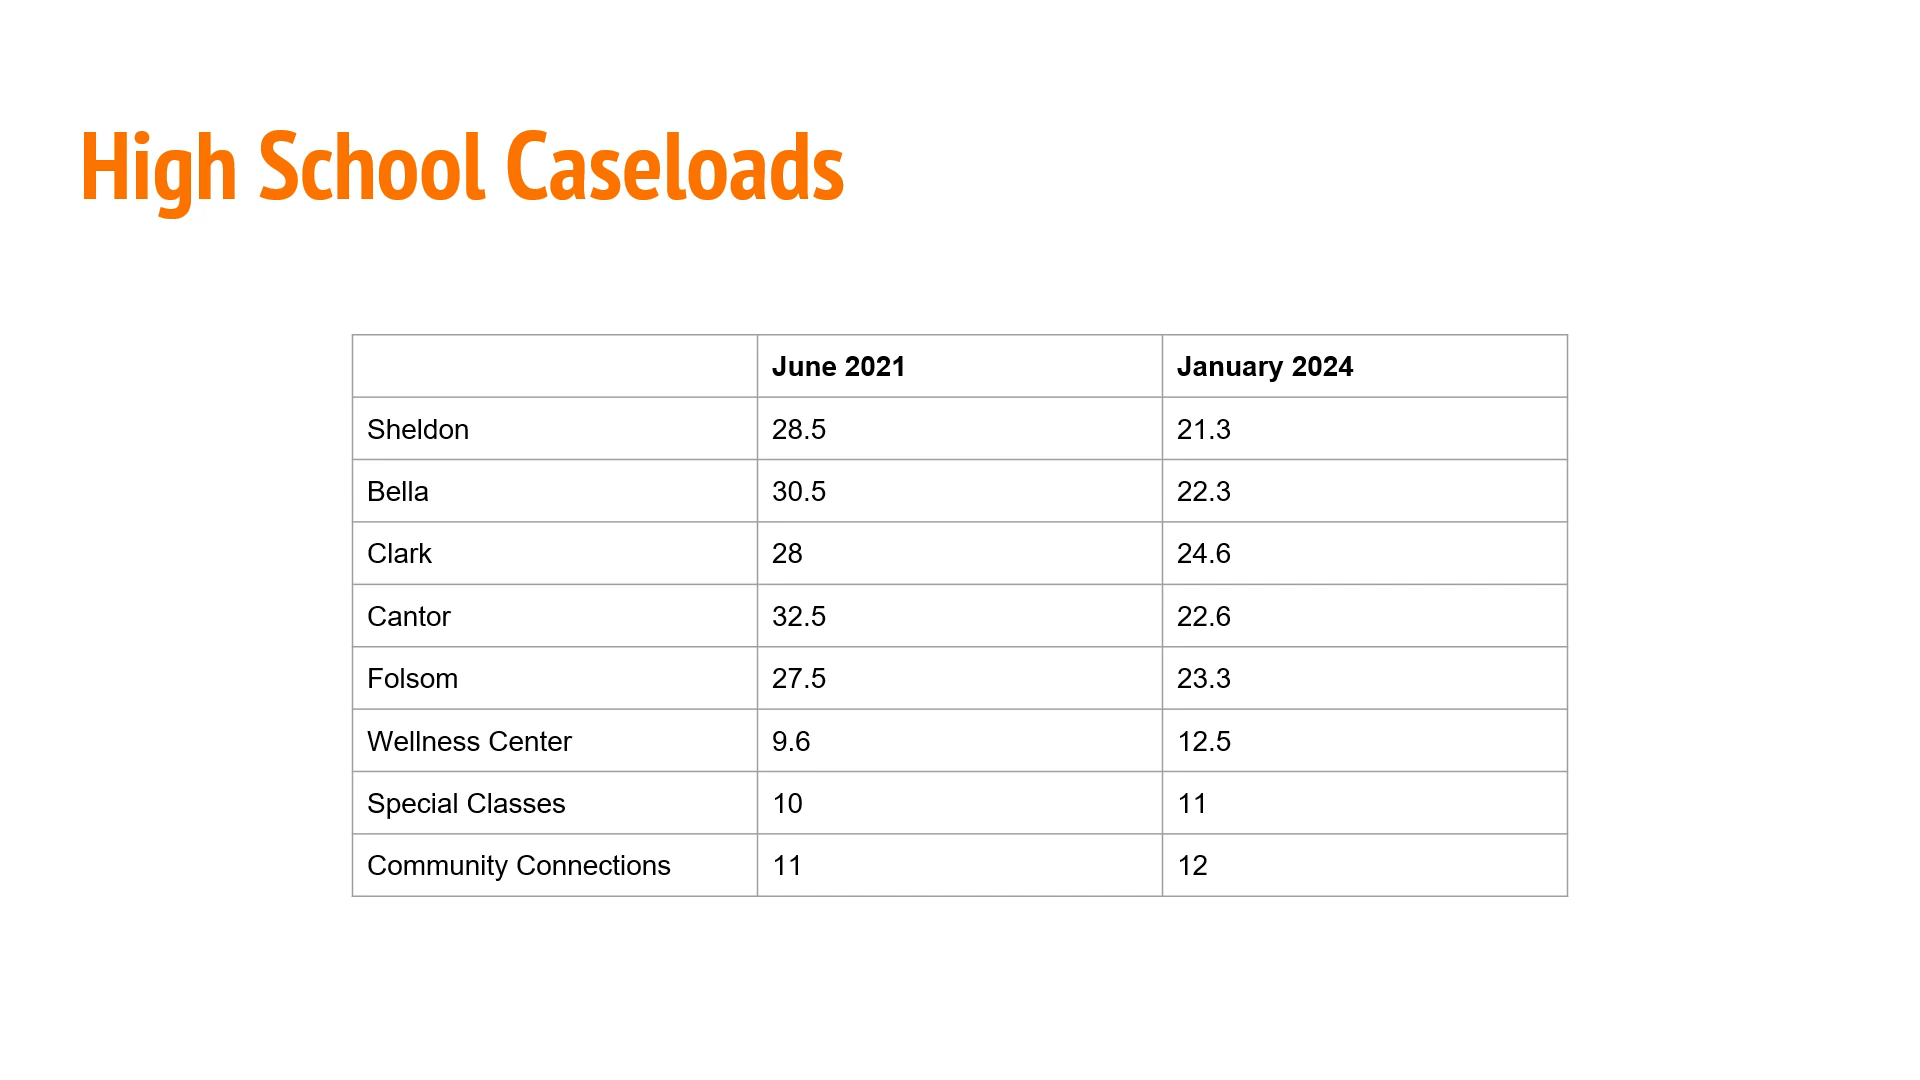 High School Caseloads
June 2021 January 2024
Sheldon 28.5 21.3
Bella 30.5 22.3
Clark 28 24.6
Cantor 32.5 22.6
Folsom 27.5 23.3
Wellness Center 9.6 12.5
Special Classes 10 11
Community Connections 11 12